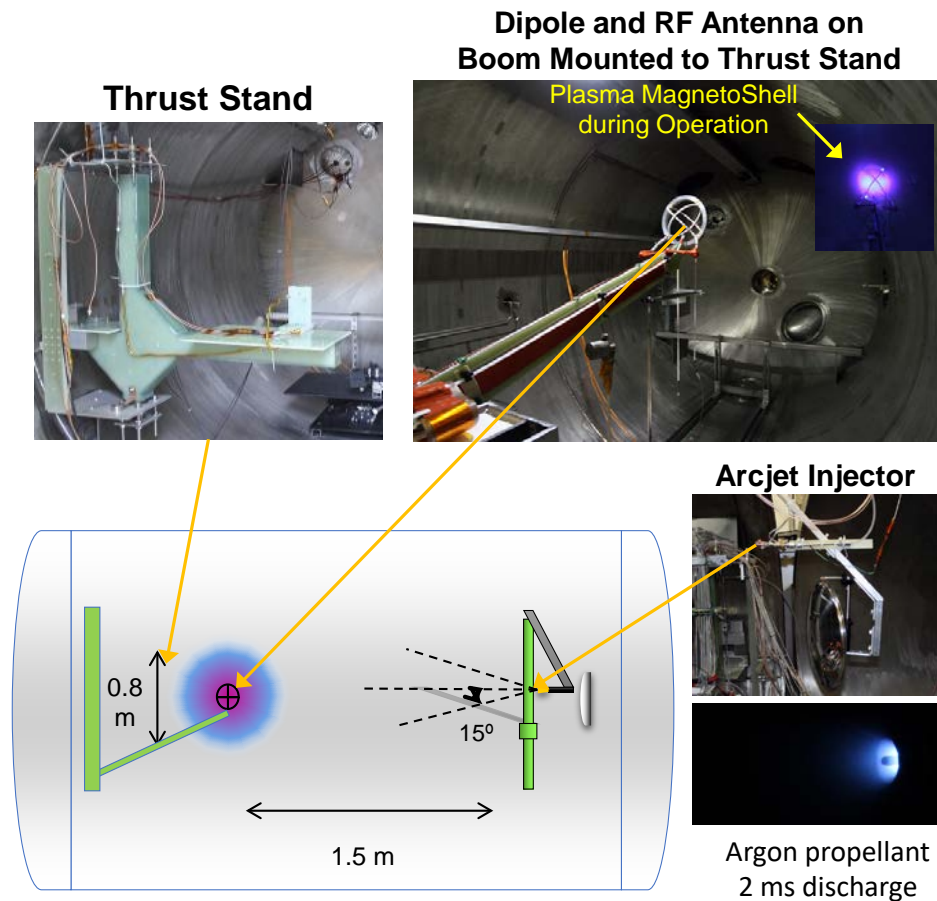 Dipole and RF Antenna on
Boom Mounted to Thrust Stand
Thrust Stand
Plasma MagnetoShell
during Operation
Arcjet Injector
0.8
m
15º
1.5 m
Argon propellant
2 ms discharge